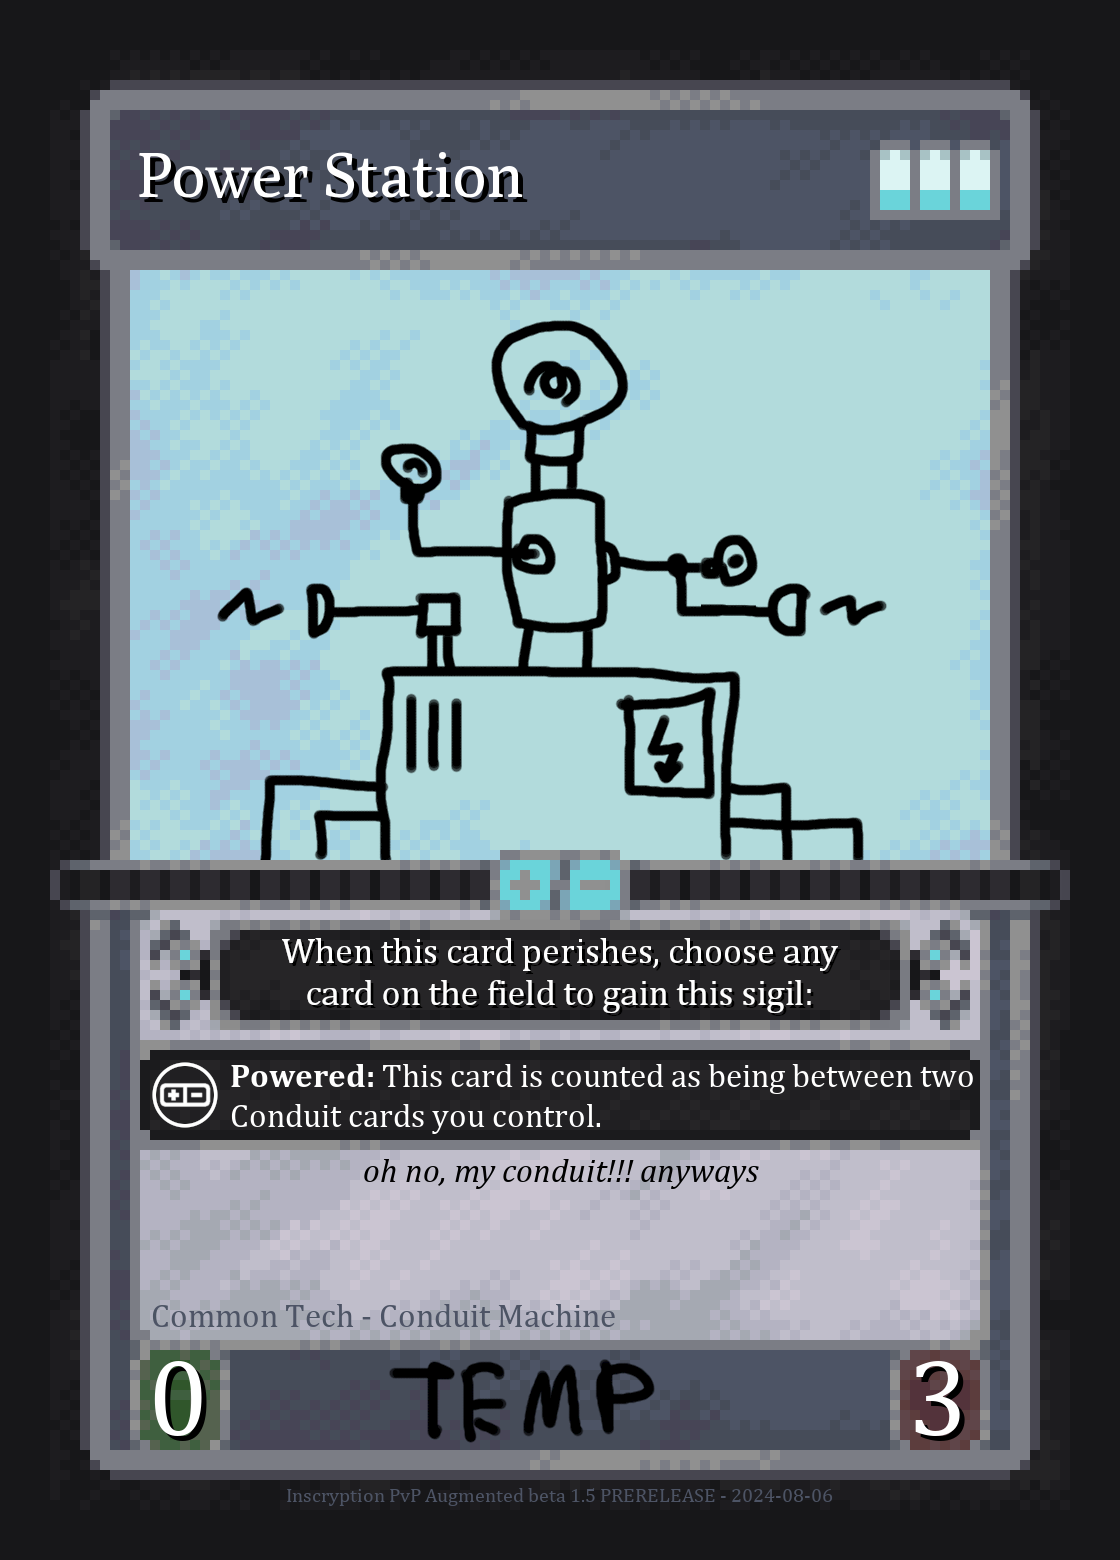 Power Station
When this card perishes, choose any
card on the field to gain this sigil:
Powered: This card is counted as being between two
Conduit cards you control.
oh no, my conduit!!! anyways
Common Tech - Conduit Machine
0 TEMP 3
Inscryption PvP Augmented beta 1.5 PRERELEASE - 2024-08-06